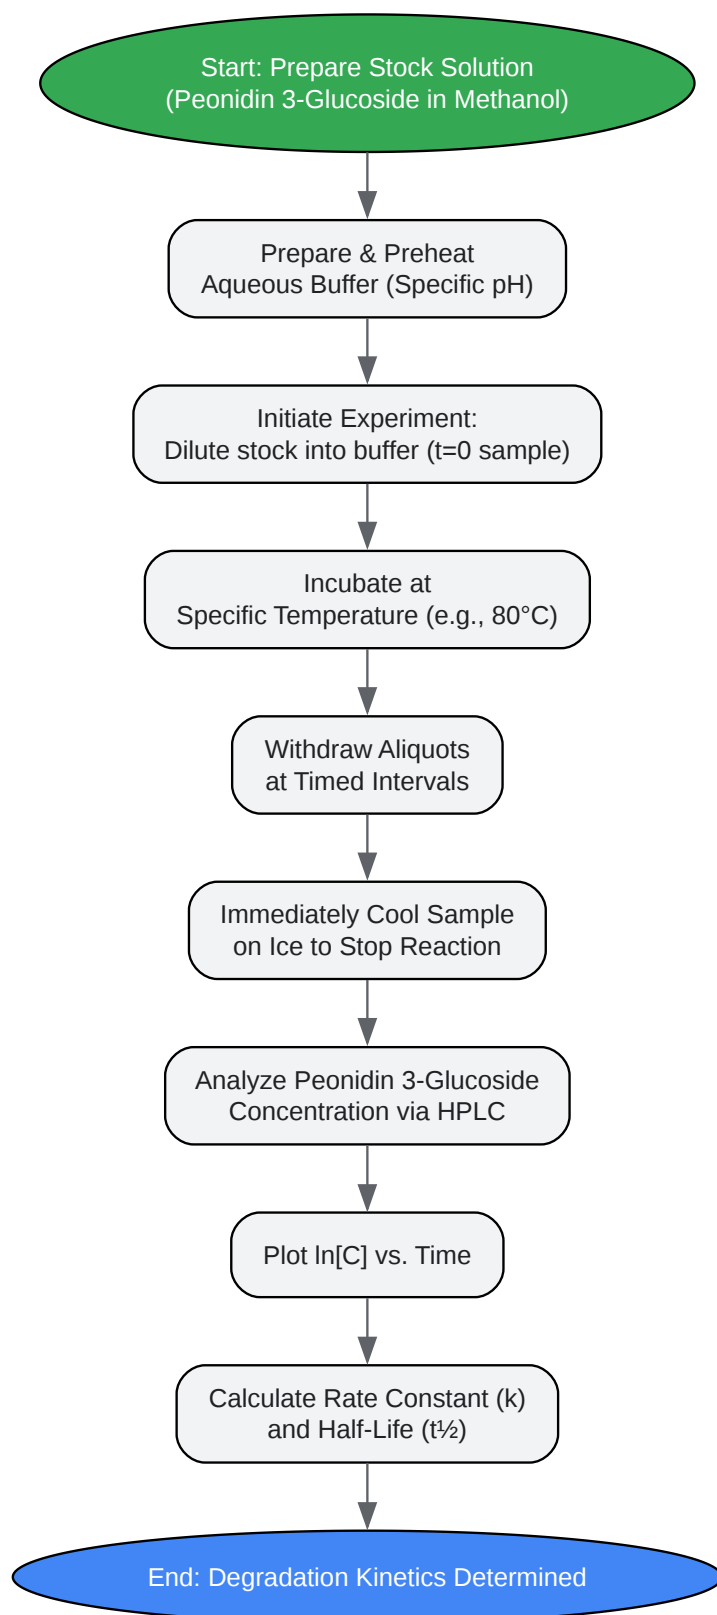 Start: Prepare Stock Solution
(Peonidin 3-Glucoside in Methanol)
Prepare & Preheat
Aqueous Buffer (Specific pH)
Initiate Experiment:
Dilute stock into buffer (t=0 sample)
Incubate at
Specific Temperature (e.g., 80°C)
Withdraw Aliquots
at Timed Intervals
Immediately Cool Sample
on Ice to Stop Reaction
Analyze Peonidin 3-Glucoside
Concentration via HPLC
Plot ln[C] vs. Time
Calculate Rate Constant (k)
and Half-Life (t½)
End: Degradation Kinetics Determined